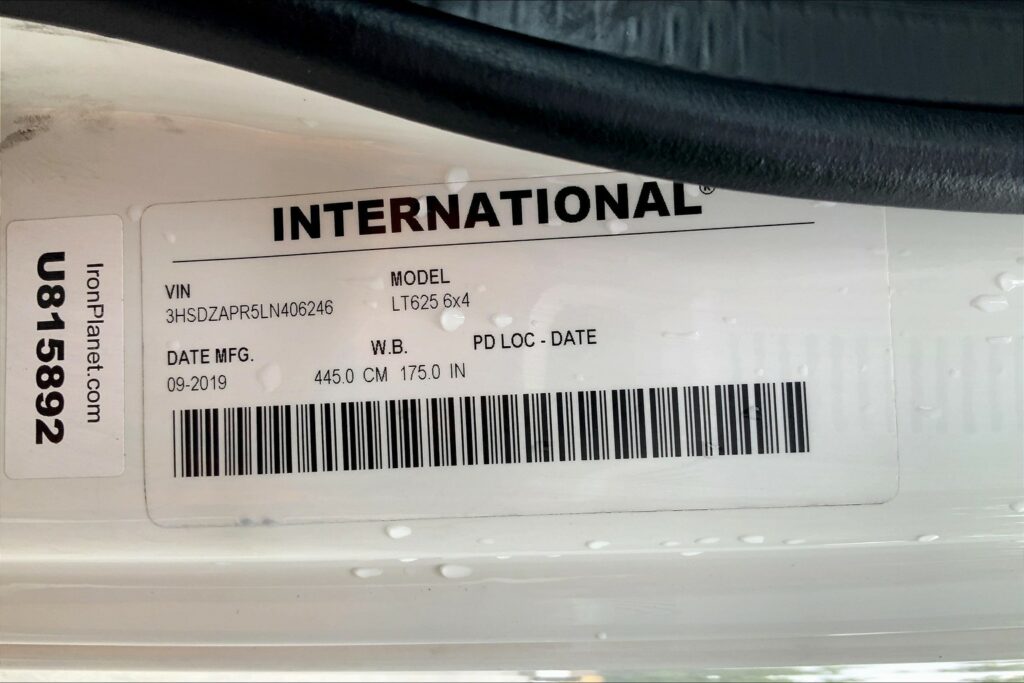 INTERNATIONAL®
VIN
3HSDZAPR5LN406246
MODEL
LT625 6x4
DATE MFG.
09-2019
W.B.
445.0 CM 175.0 IN
PD LOC - DATE
IronPlanet.com
U815892